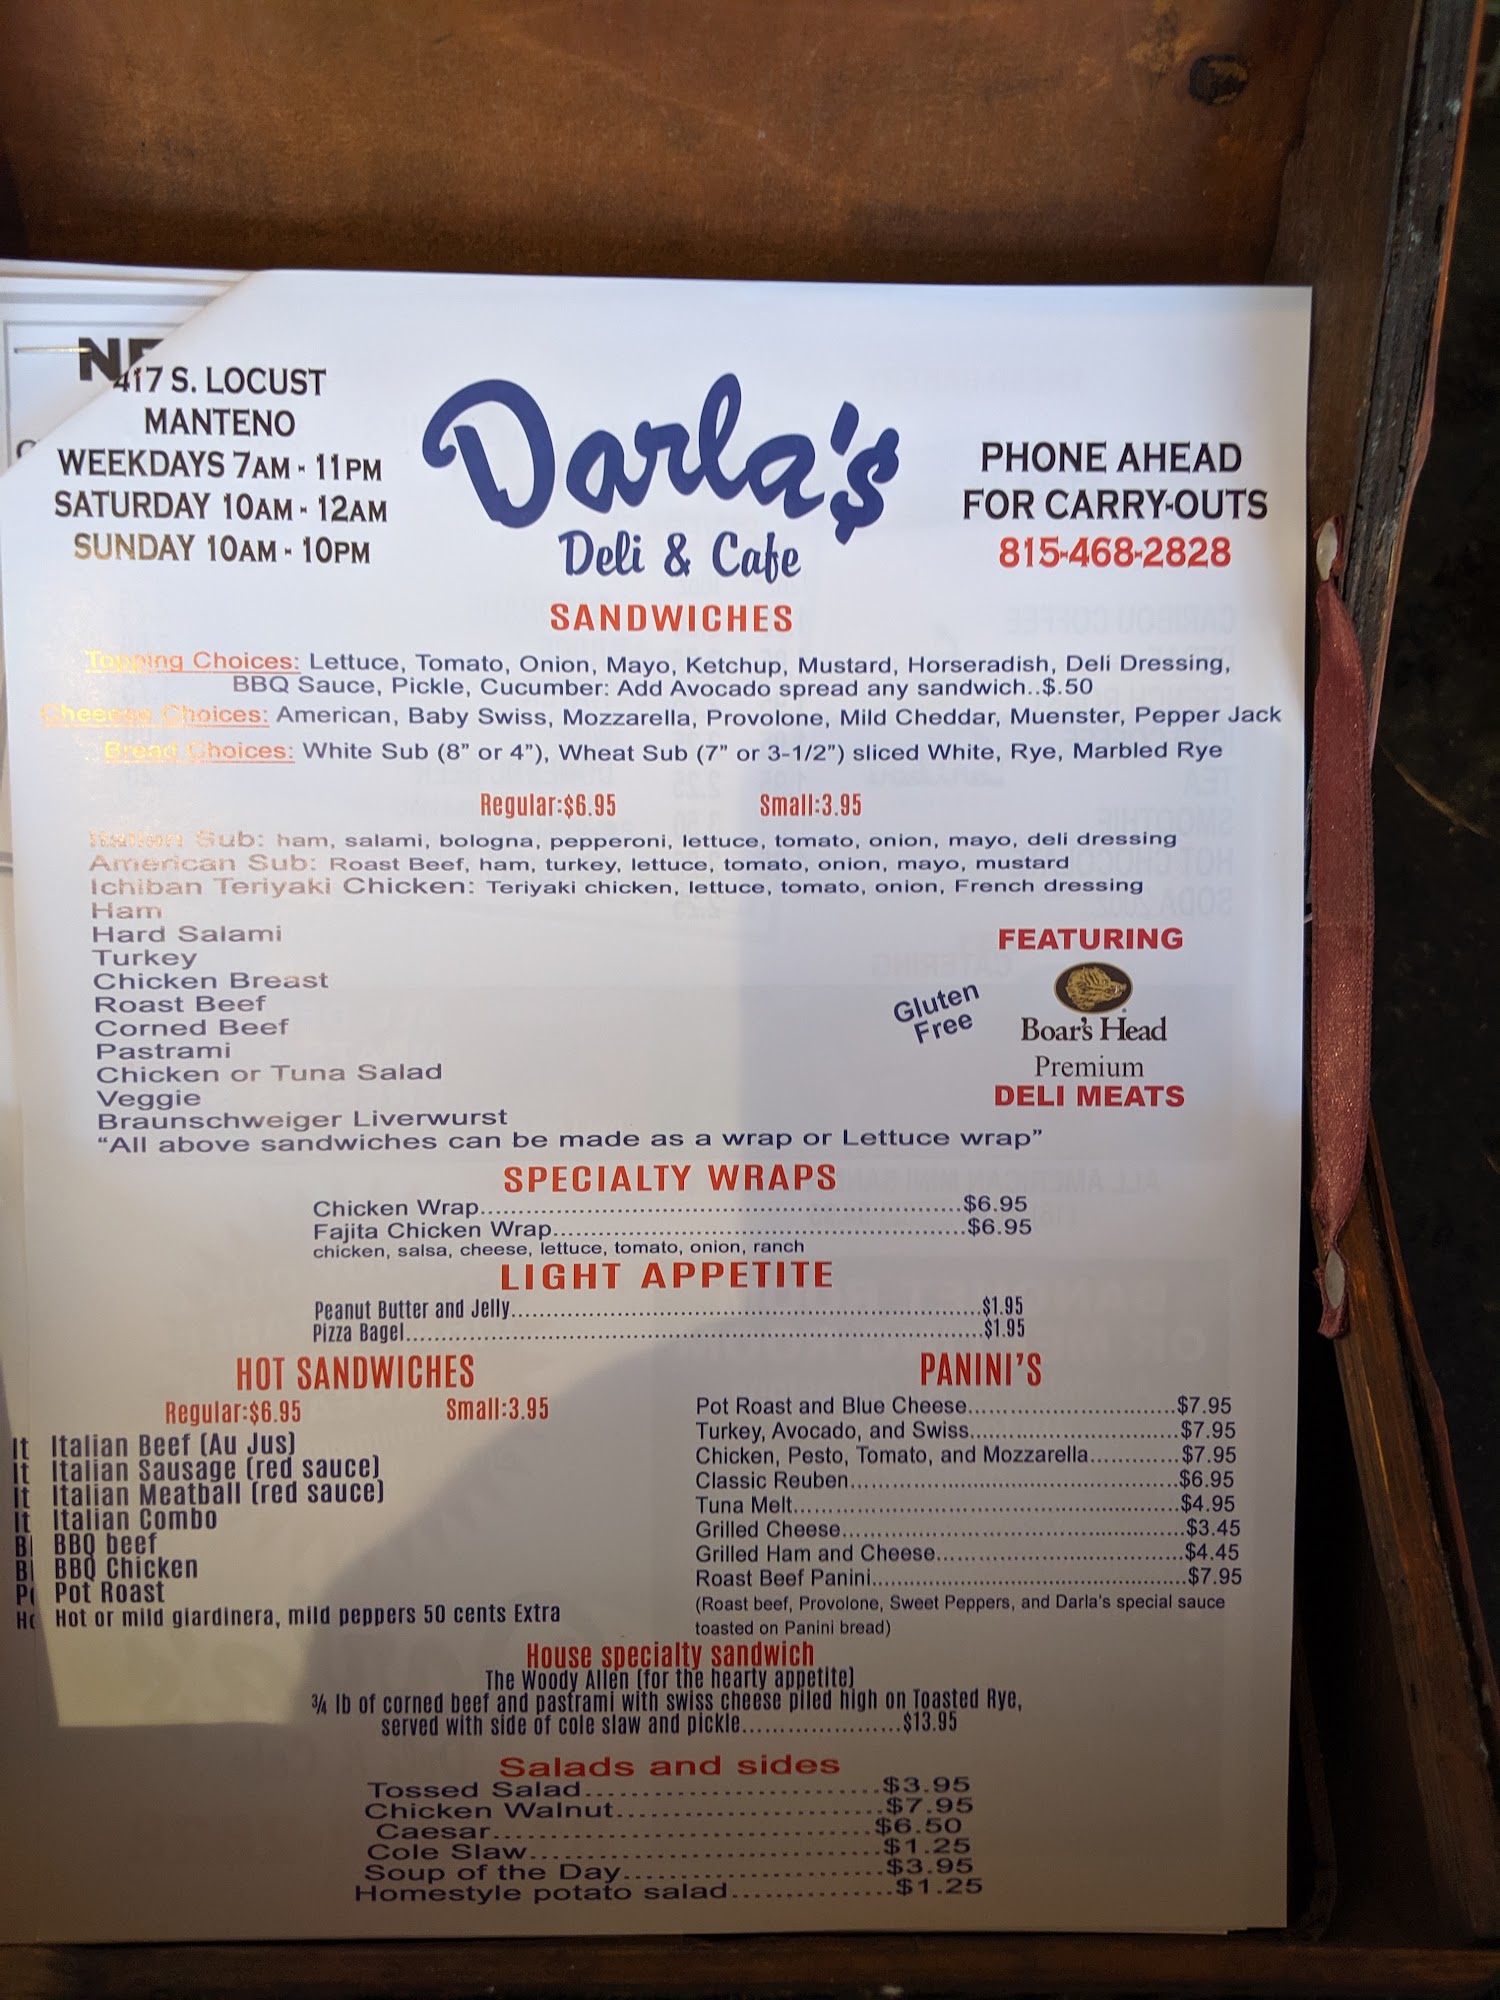 417 S. LOCUST
MANTENO
WEEKDAYS 7AM - 11PM
SATURDAY 10AM - 12AM
SUNDAY 10AM - 10PM
Darla's
Deli & Cafe
PHONE AHEAD
FOR CARRY-OUTS
815-468-2828
SANDWICHES
Topping Choices: Lettuce, Tomato, Onion, Mayo, Ketchup, Mustard, Horseradish, Deli Dressing,
BBQ Sauce, Pickle, Cucumber: Add Avocado spread any sandwich..$.50
Cheeese Choices: American, Baby Swiss, Mozzarella, Provolone, Mild Cheddar, Muenster, Pepper Jack
Bread Choices: White Sub (8” or 4”), Wheat Sub (7” or 3-1/2”) sliced White, Rye, Marbled Rye
Regular:$6.95 Small:3.95
Italian Sub: ham, salami, bologna, pepperoni, lettuce, tomato, onion, mayo, deli dressing
American Sub: Roast Beef, ham, turkey, lettuce, tomato, onion, mayo, mustard
Ichiban Teriyaki Chicken: Teriyaki chicken, lettuce, tomato, onion, French dressing
Ham
Hard Salami
Turkey
Chicken Breast
Roast Beef
Corned Beef
Pastrami
Chicken or Tuna Salad
Veggie
Braunschweiger Liverwurst
“All above sandwiches can be made as a wrap or Lettuce wrap”
Gluten
Free
FEATURING
Boar's Head
Premium
DELI MEATS
SPECIALTY WRAPS
Chicken Wrap.....$6.95
Fajita Chicken Wrap.....$6.95
chicken, salsa, cheese, lettuce, tomato, onion, ranch
LIGHT APPETITE
Peanut Butter and Jelly.....$1.95
Pizza Bagel.....$1.95
HOT SANDWICHES
Regular:$6.95 Small:3.95
Italian Beef (Au Jus)
Italian Sausage (red sauce)
Italian Meatball (red sauce)
Italian Combo
BBQ beef
BBQ Chicken
Pot Roast
Hot or mild giardinera, mild peppers 50 cents Extra
PANINI'S
Pot Roast and Blue Cheese.....$7.95
Turkey, Avocado, and Swiss.....$7.95
Chicken, Pesto, Tomato, and Mozzarella.....$7.95
Classic Reuben.....$6.95
Tuna Melt.....$4.95
Grilled Cheese.....$3.45
Grilled Ham and Cheese.....$4.45
Roast Beef Panini.....$7.95
(Roast beef, Provolone, Sweet Peppers, and Darla's special sauce
toasted on Panini bread)
House specialty sandwich
The Woody Allen (for the hearty appetite)
¾ lb of corned beef and pastrami with swiss cheese piled high on Toasted Rye,
served with side of cole slaw and pickle.....$13.95
Salads and sides
Tossed Salad.....$3.95
Chicken Walnut.....$7.95
Caesar.....$6.50
Cole Slaw.....$1.25
Soup of the Day.....$3.95
Homestyle potato salad.....$1.25